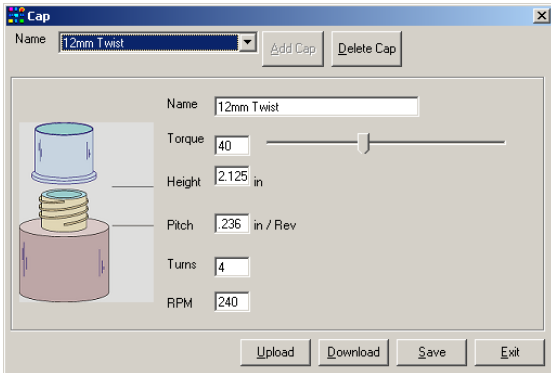 Cap
Name 12mm Twist Add Cap Delete Cap
Name 12mm Twist
Torque 40
Height 2.125 in
Pitch .236 in / Rev
Turns 4
RPM 240
Upload Download Save Exit